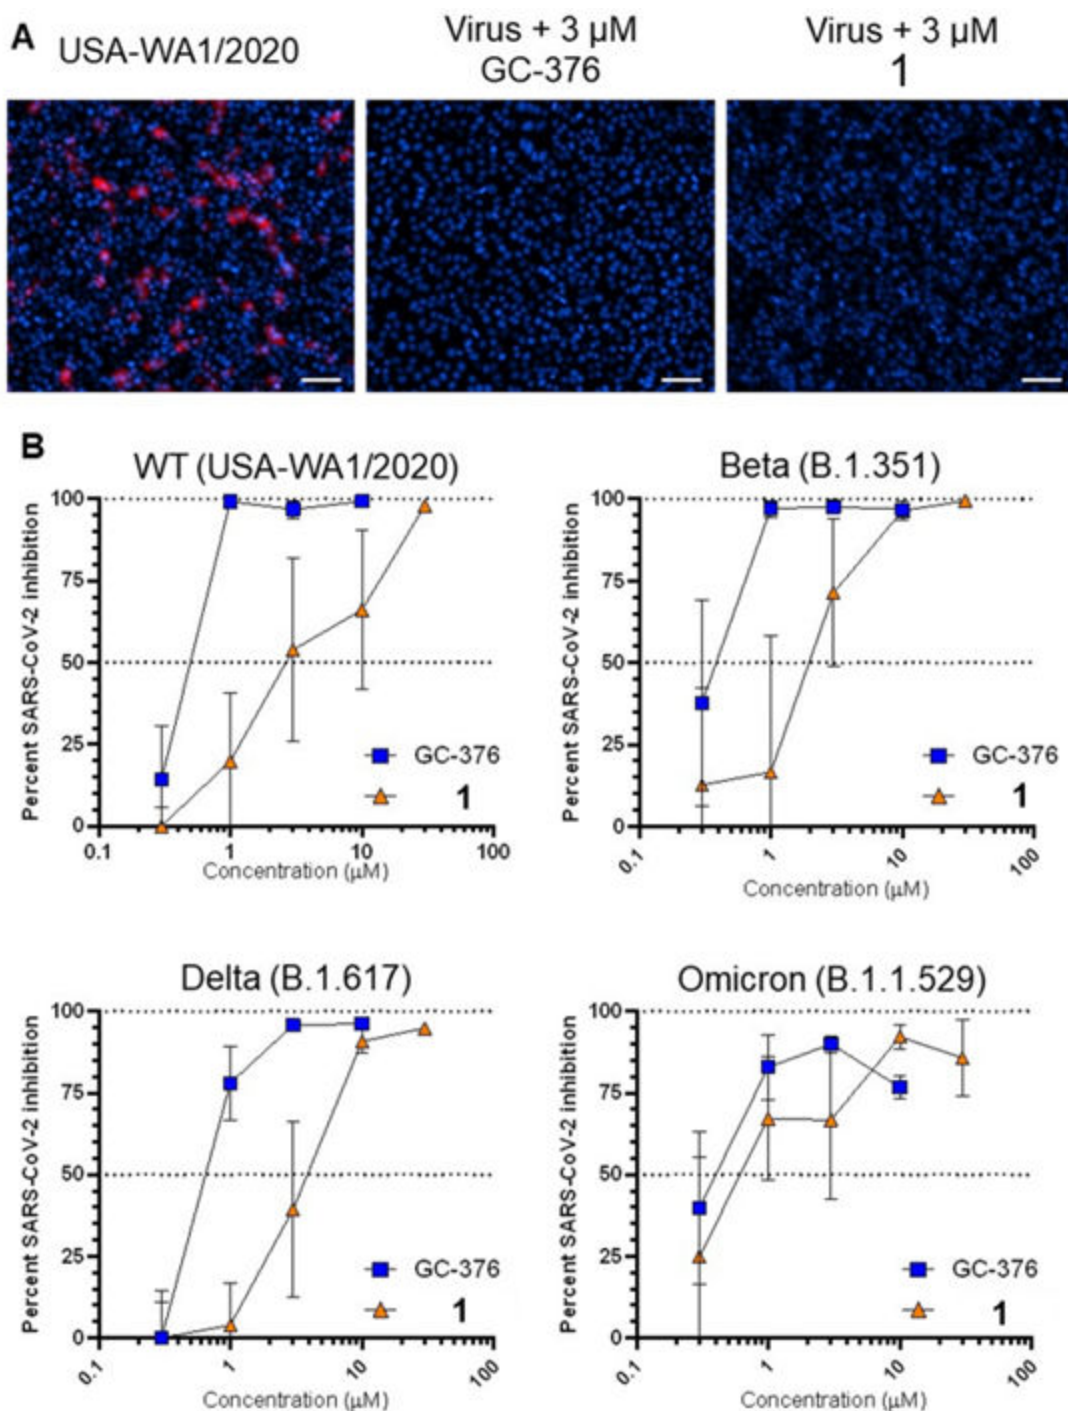 A
USA-WA1/2020
Virus + 3 µM
GC-376
Virus + 3 µM
1
B
WT (USA-WA1/2020)
Percent SARS-CoV-2 inhibition
100
75
50
25
0
0.1
1
10
100
Concentration (µM)
GC-376
1
Beta (B.1.351)
Percent SARS-CoV-2 inhibition
100
75
50
25
0
0.1
1
10
100
Concentration (µM)
GC-376
1
Delta (B.1.617)
Percent SARS-CoV-2 inhibition
100
75
50
25
0
0.1
1
10
100
Concentration (µM)
GC-376
1
Omicron (B.1.1.529)
Percent SARS-CoV-2 inhibition
100
75
50
25
0
0.1
1
10
100
Concentration (µM)
GC-376
1